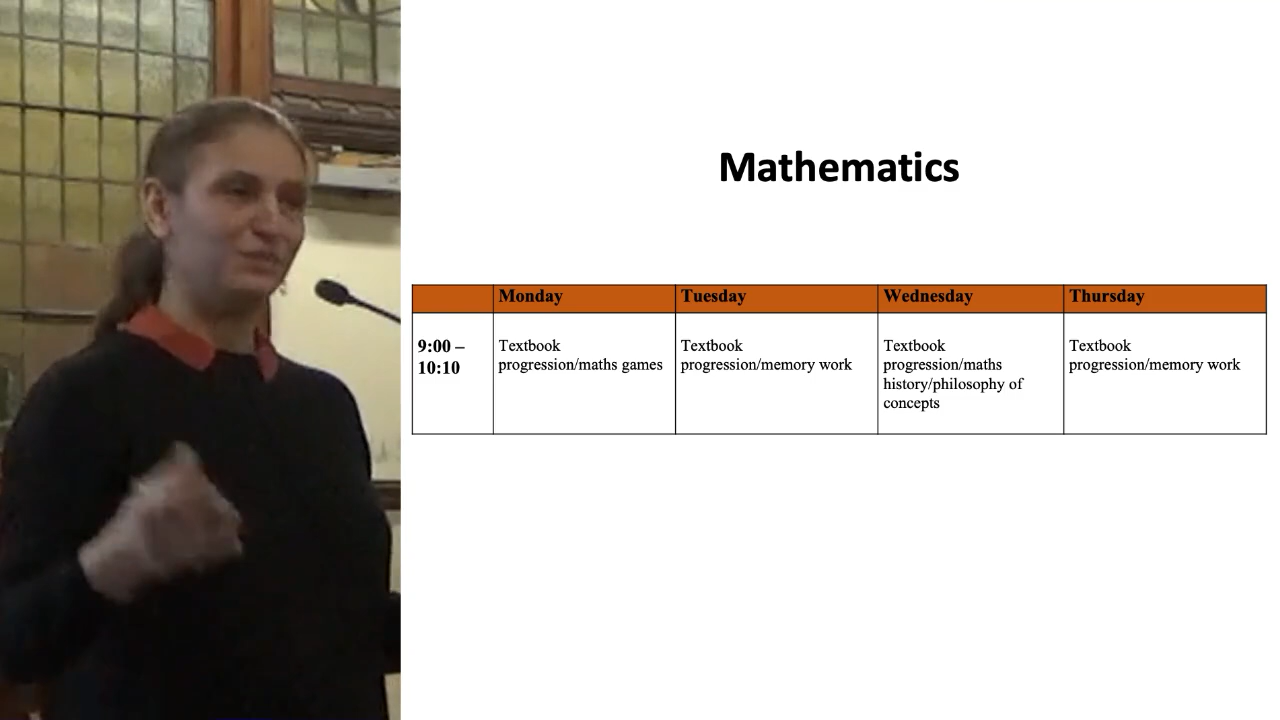 Mathematics
Monday Tuesday Wednesday Thursday
9:00 –
10:10
Textbook
progression/maths games
Textbook
progression/memory work
Textbook
progression/maths
history/philosophy of
concepts
Textbook
progression/memory work